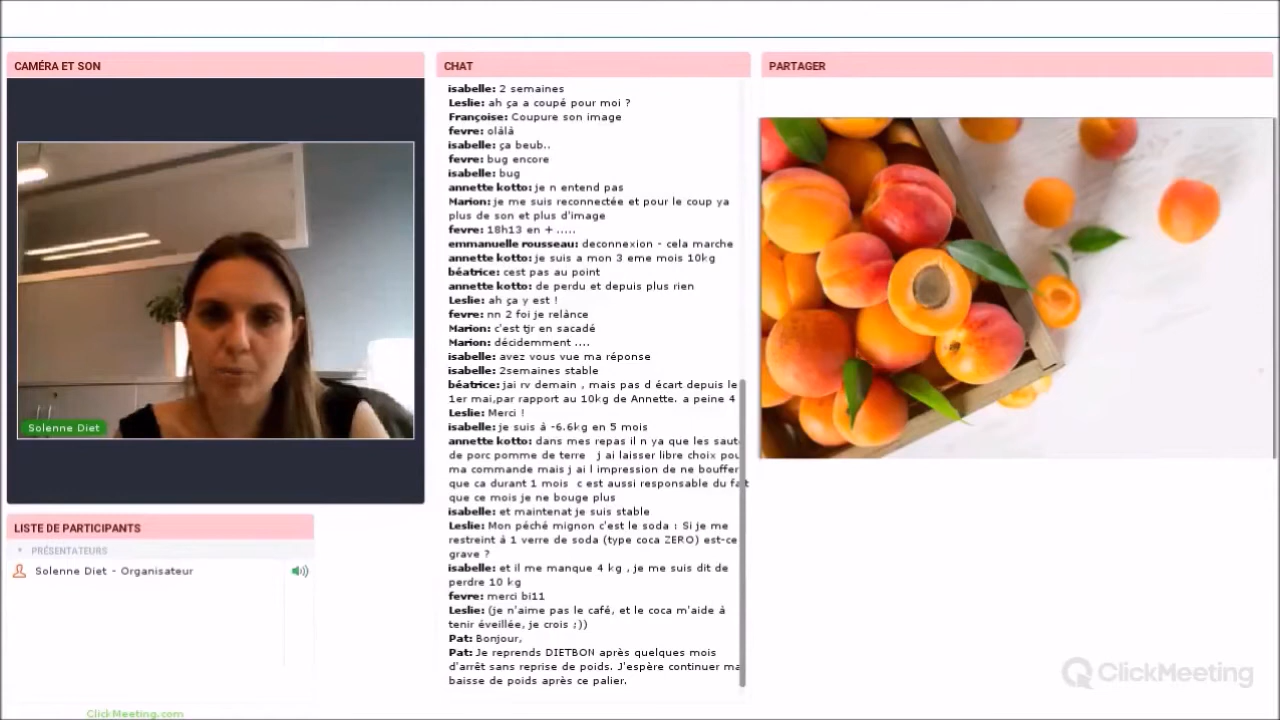 CAMÉRA ET SON
Solenne Diet
LISTE DE PARTICIPANTS
PRÉSENTATEURS
Solenne Diet - Organisateur
ClickMeeting.com
CHAT
isabelle: 2 semaines
Leslie: ah ça a coupé pour moi ?
Françoise: Coupure son image
fevre: olàlà
isabelle: ça beub..
fevre: bug encore
isabelle: bug
annette kotto: je n entend pas
Marion: je me suis reconnectée et pour le coup ya
plus de son et plus d'image
fevre: 18h13 en + .....
emmanuelle rousseau: deconnexion - cela marche
annette kotto: je suis a mon 3 eme mois 10kg
béatrice: cest pas au point
annette kotto: de perdu et depuis plus rien
Leslie: ah ça y est !
fevre: nn 2 foi je relànce
Marion: c'est tjr en sacadé
Marion: décidemment ....
isabelle: avez vous vue ma réponse
isabelle: 2semaines stable
béatrice: jai rv demain , mais pas d écart depuis le
1er mai,par rapport au 10kg de Annette. a peine 4
Leslie: Merci !
isabelle: je suis à -6.6kg en 5 mois
annette kotto: dans mes repas il n ya que les saut
de porc pomme de terre j ai laisser libre choix pou
ma commande mais j ai l impression de ne bouffer
que ca durant 1 mois c est aussi responsable du fait
que ce mois je ne bouge plus
isabelle: et maintenat je suis stable
Leslie: Mon péché mignon c'est le soda : Si je me
restreint à 1 verre de soda (type coca ZERO) est-ce
grave ?
isabelle: et il me manque 4 kg , je me suis dit de
perdre 10 kg
fevre: merci bi11
Leslie: (je n'aime pas le café, et le coca m'aide à
tenir éveillée, je crois ;))
Pat: Bonjour,
Pat: Je reprends DIETBON après quelques mois
d'arrêt sans reprise de poids. J'espère continuer ma
baisse de poids après ce palier.
PARTAGER
ClickMeeting